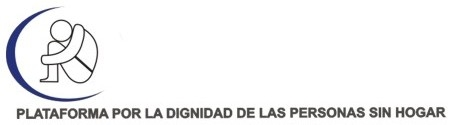 PLATAFORMA POR LA DIGNIDAD DE LAS PERSONAS SIN HOGAR